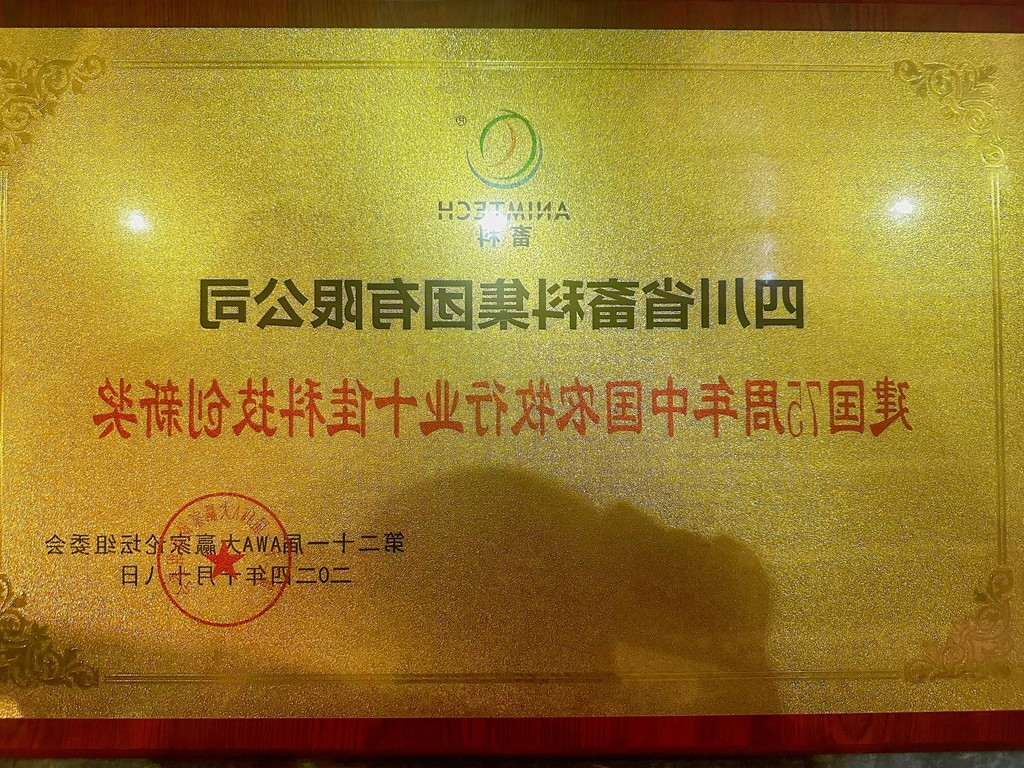 ®
ANIMTECH
畜科
四川省畜科集团有限公司
建国75周年中国农牧行业十佳科技创新奖
第二十一届AWA大赢家论坛组委会
二0二四年十月十八日